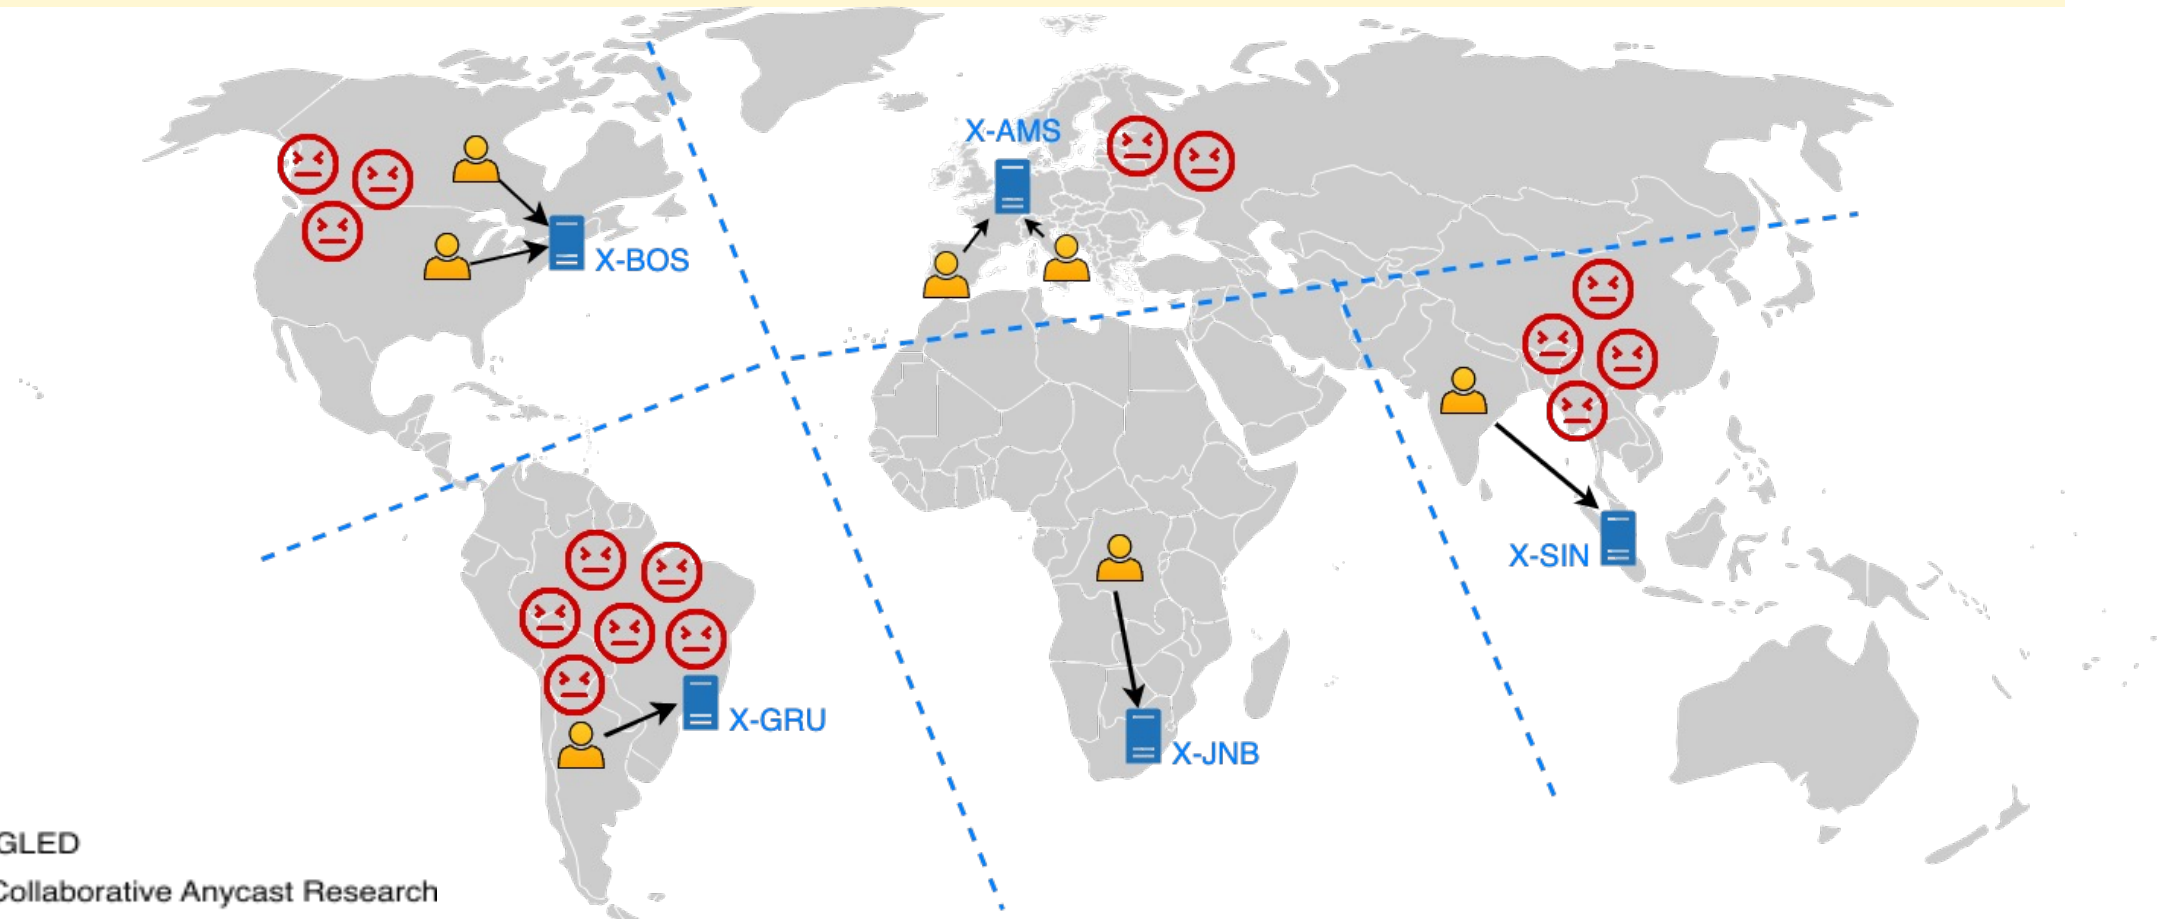 X-AMS
X-BOS
X-SIN
X-GRU
X-JNB
GLED
Collaborative Anycast Research